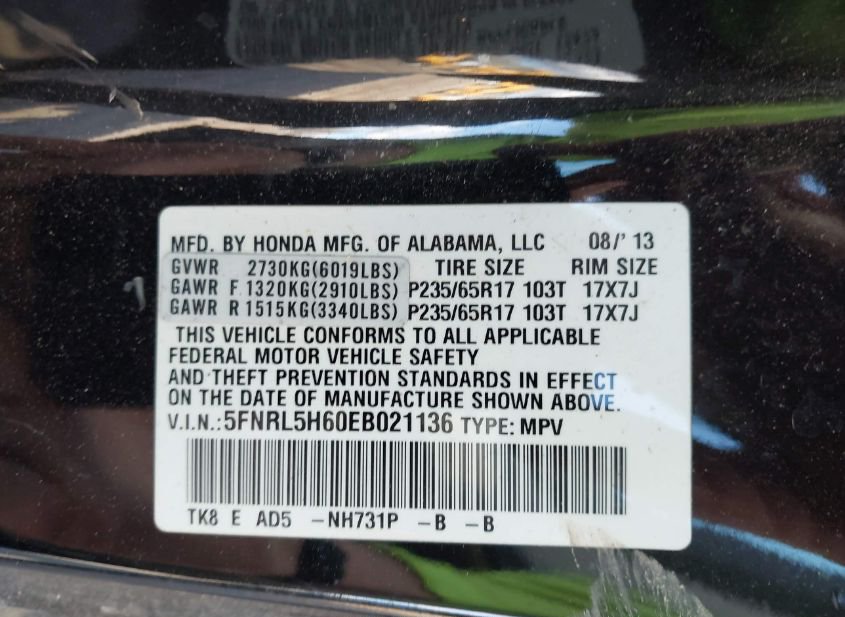 MFD. BY HONDA MFG. OF ALABAMA, LLC 08/'13
GVWR 2730KG(6019LBS) TIRE SIZE RIM SIZE
GAWR F.1320KG(2910LBS) P235/65R17 103T 17X7J
GAWR R 1515KG(3340LBS) P235/65R17 103T 17X7J
THIS VEHICLE CONFORMS TO ALL APPLICABLE
FEDERAL MOTOR VEHICLE SAFETY
AND THEFT PREVENTION STANDARDS IN EFFECT
ON THE DATE OF MANUFACTURE SHOWN ABOVE.
V.I.N.:5FNRL5H60EB021136 TYPE: MPV
TK8 E AD5 -NH731P -B -B